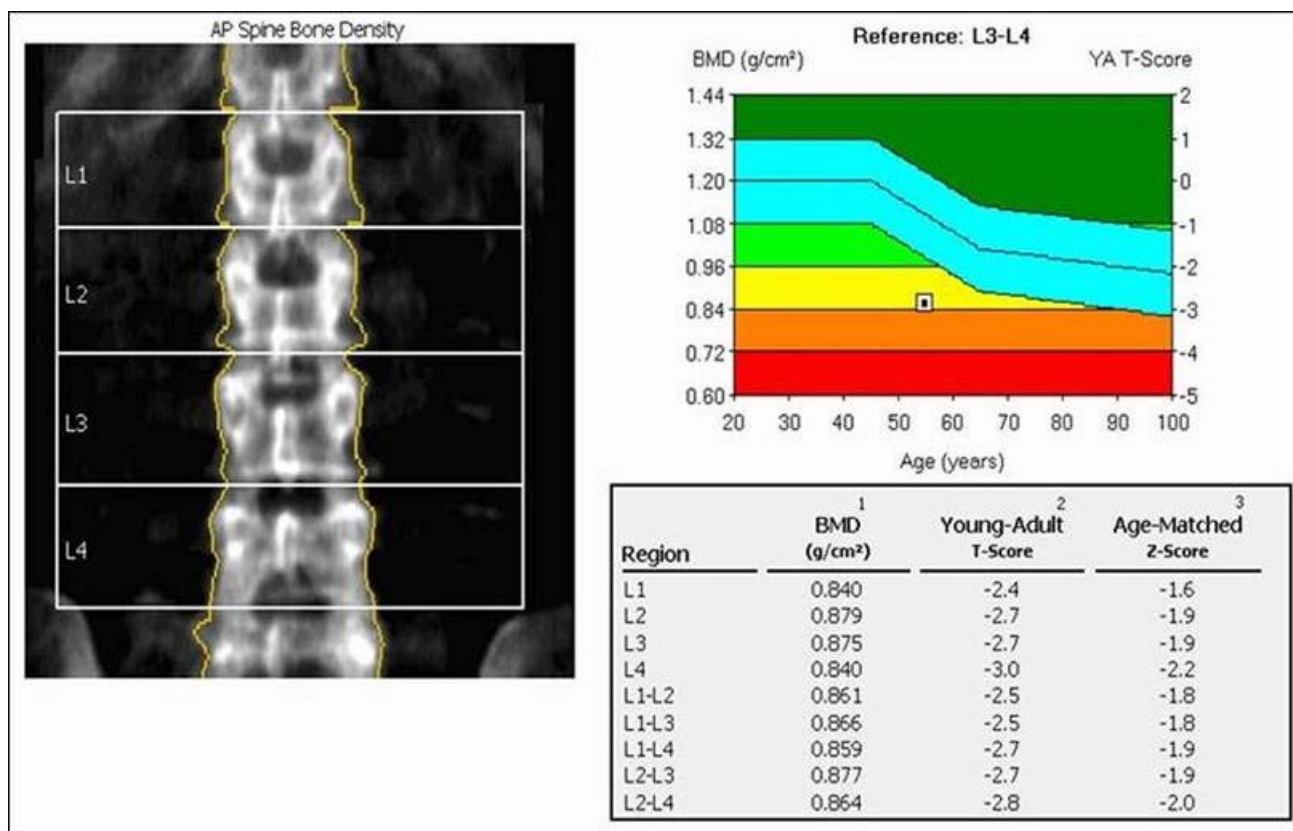 AP Spine Bone Density
L1
L2
L3
L4
Reference: L3-L4
BMD (g/cm²) YA T-Score
1.44 2
1.32 1
1.20 0
1.08 -1
0.96 -2
0.84 -3
0.72 -4
0.60 -5
20 30 40 50 60 70 80 90 100
Age (years)
1 2 3
BMD Young-Adult Age-Matched
Region (g/cm²) T-Score Z-Score
L1 0.840 -2.4 -1.6
L2 0.879 -2.7 -1.9
L3 0.875 -2.7 -1.9
L4 0.840 -3.0 -2.2
L1-L2 0.861 -2.5 -1.8
L1-L3 0.866 -2.5 -1.8
L1-L4 0.859 -2.7 -1.9
L2-L3 0.877 -2.7 -1.9
L2-L4 0.864 -2.8 -2.0